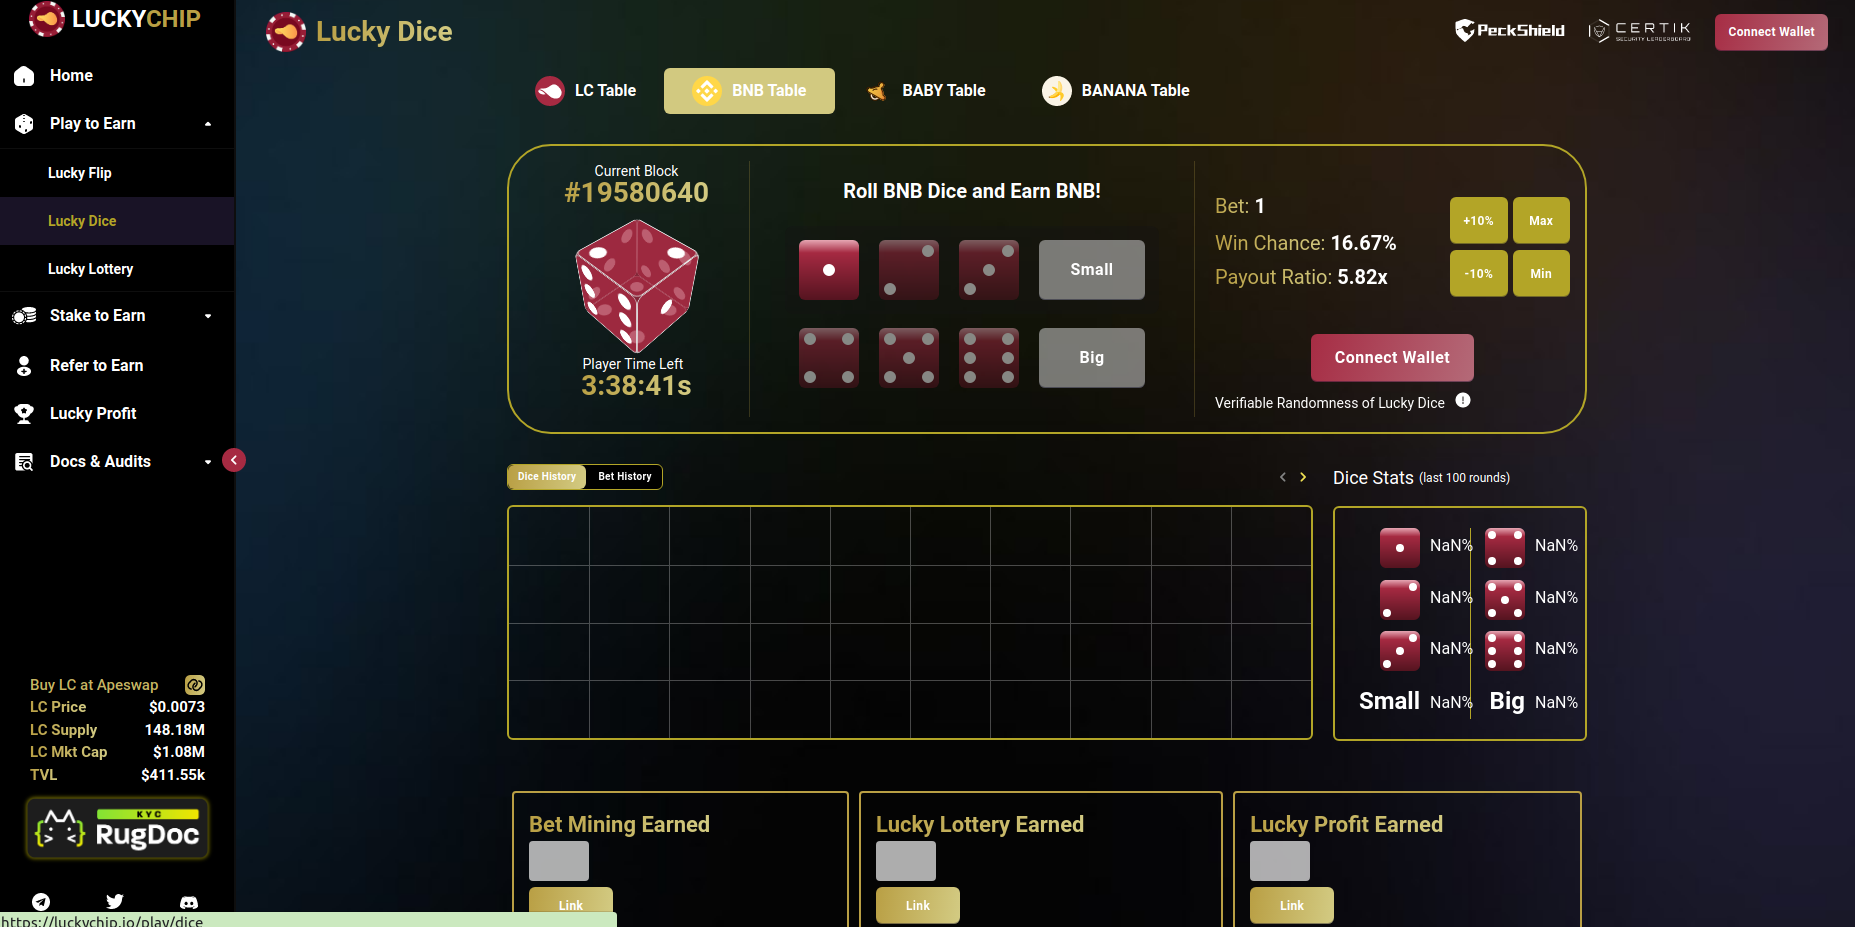 LUCKYCHIP
Home
Play to Earn
Lucky Flip
Lucky Dice
Lucky Lottery
Stake to Earn
Refer to Earn
Lucky Profit
Docs & Audits
Buy LC at Apeswap
LC Price $0.0073
LC Supply 148.18M
LC Mkt Cap $1.08M
TVL $411.55k
KYC
RugDoc
https://luckychip.io/play/dice
Lucky Dice
PeckShield
CERTIK
SECURITY LEADERBOARD
Connect Wallet
LC Table
BNB Table
BABY Table
BANANA Table
Current Block
#19580640
Player Time Left
3:38:41s
Roll BNB Dice and Earn BNB!
Small
Big
Bet: 1
Win Chance: 16.67%
Payout Ratio: 5.82x
+10% Max
-10% Min
Connect Wallet
Verifiable Randomness of Lucky Dice
Dice History Bet History
Dice Stats (last 100 rounds)
NaN% NaN%
NaN% NaN%
NaN% NaN%
Small NaN% Big NaN%
Bet Mining Earned
Link
Lucky Lottery Earned
Link
Lucky Profit Earned
Link